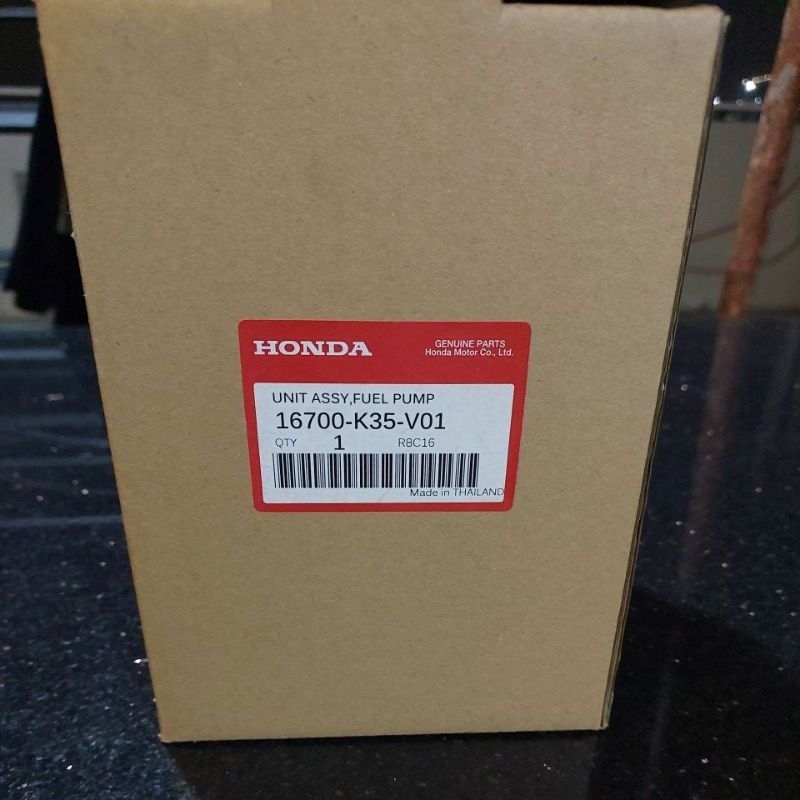 HONDA
GENUINE PARTS
Honda Motor Co., Ltd.
UNIT ASSY,FUEL PUMP
16700-K35-V01
QTY 1 R8C16
Made in THAILAND